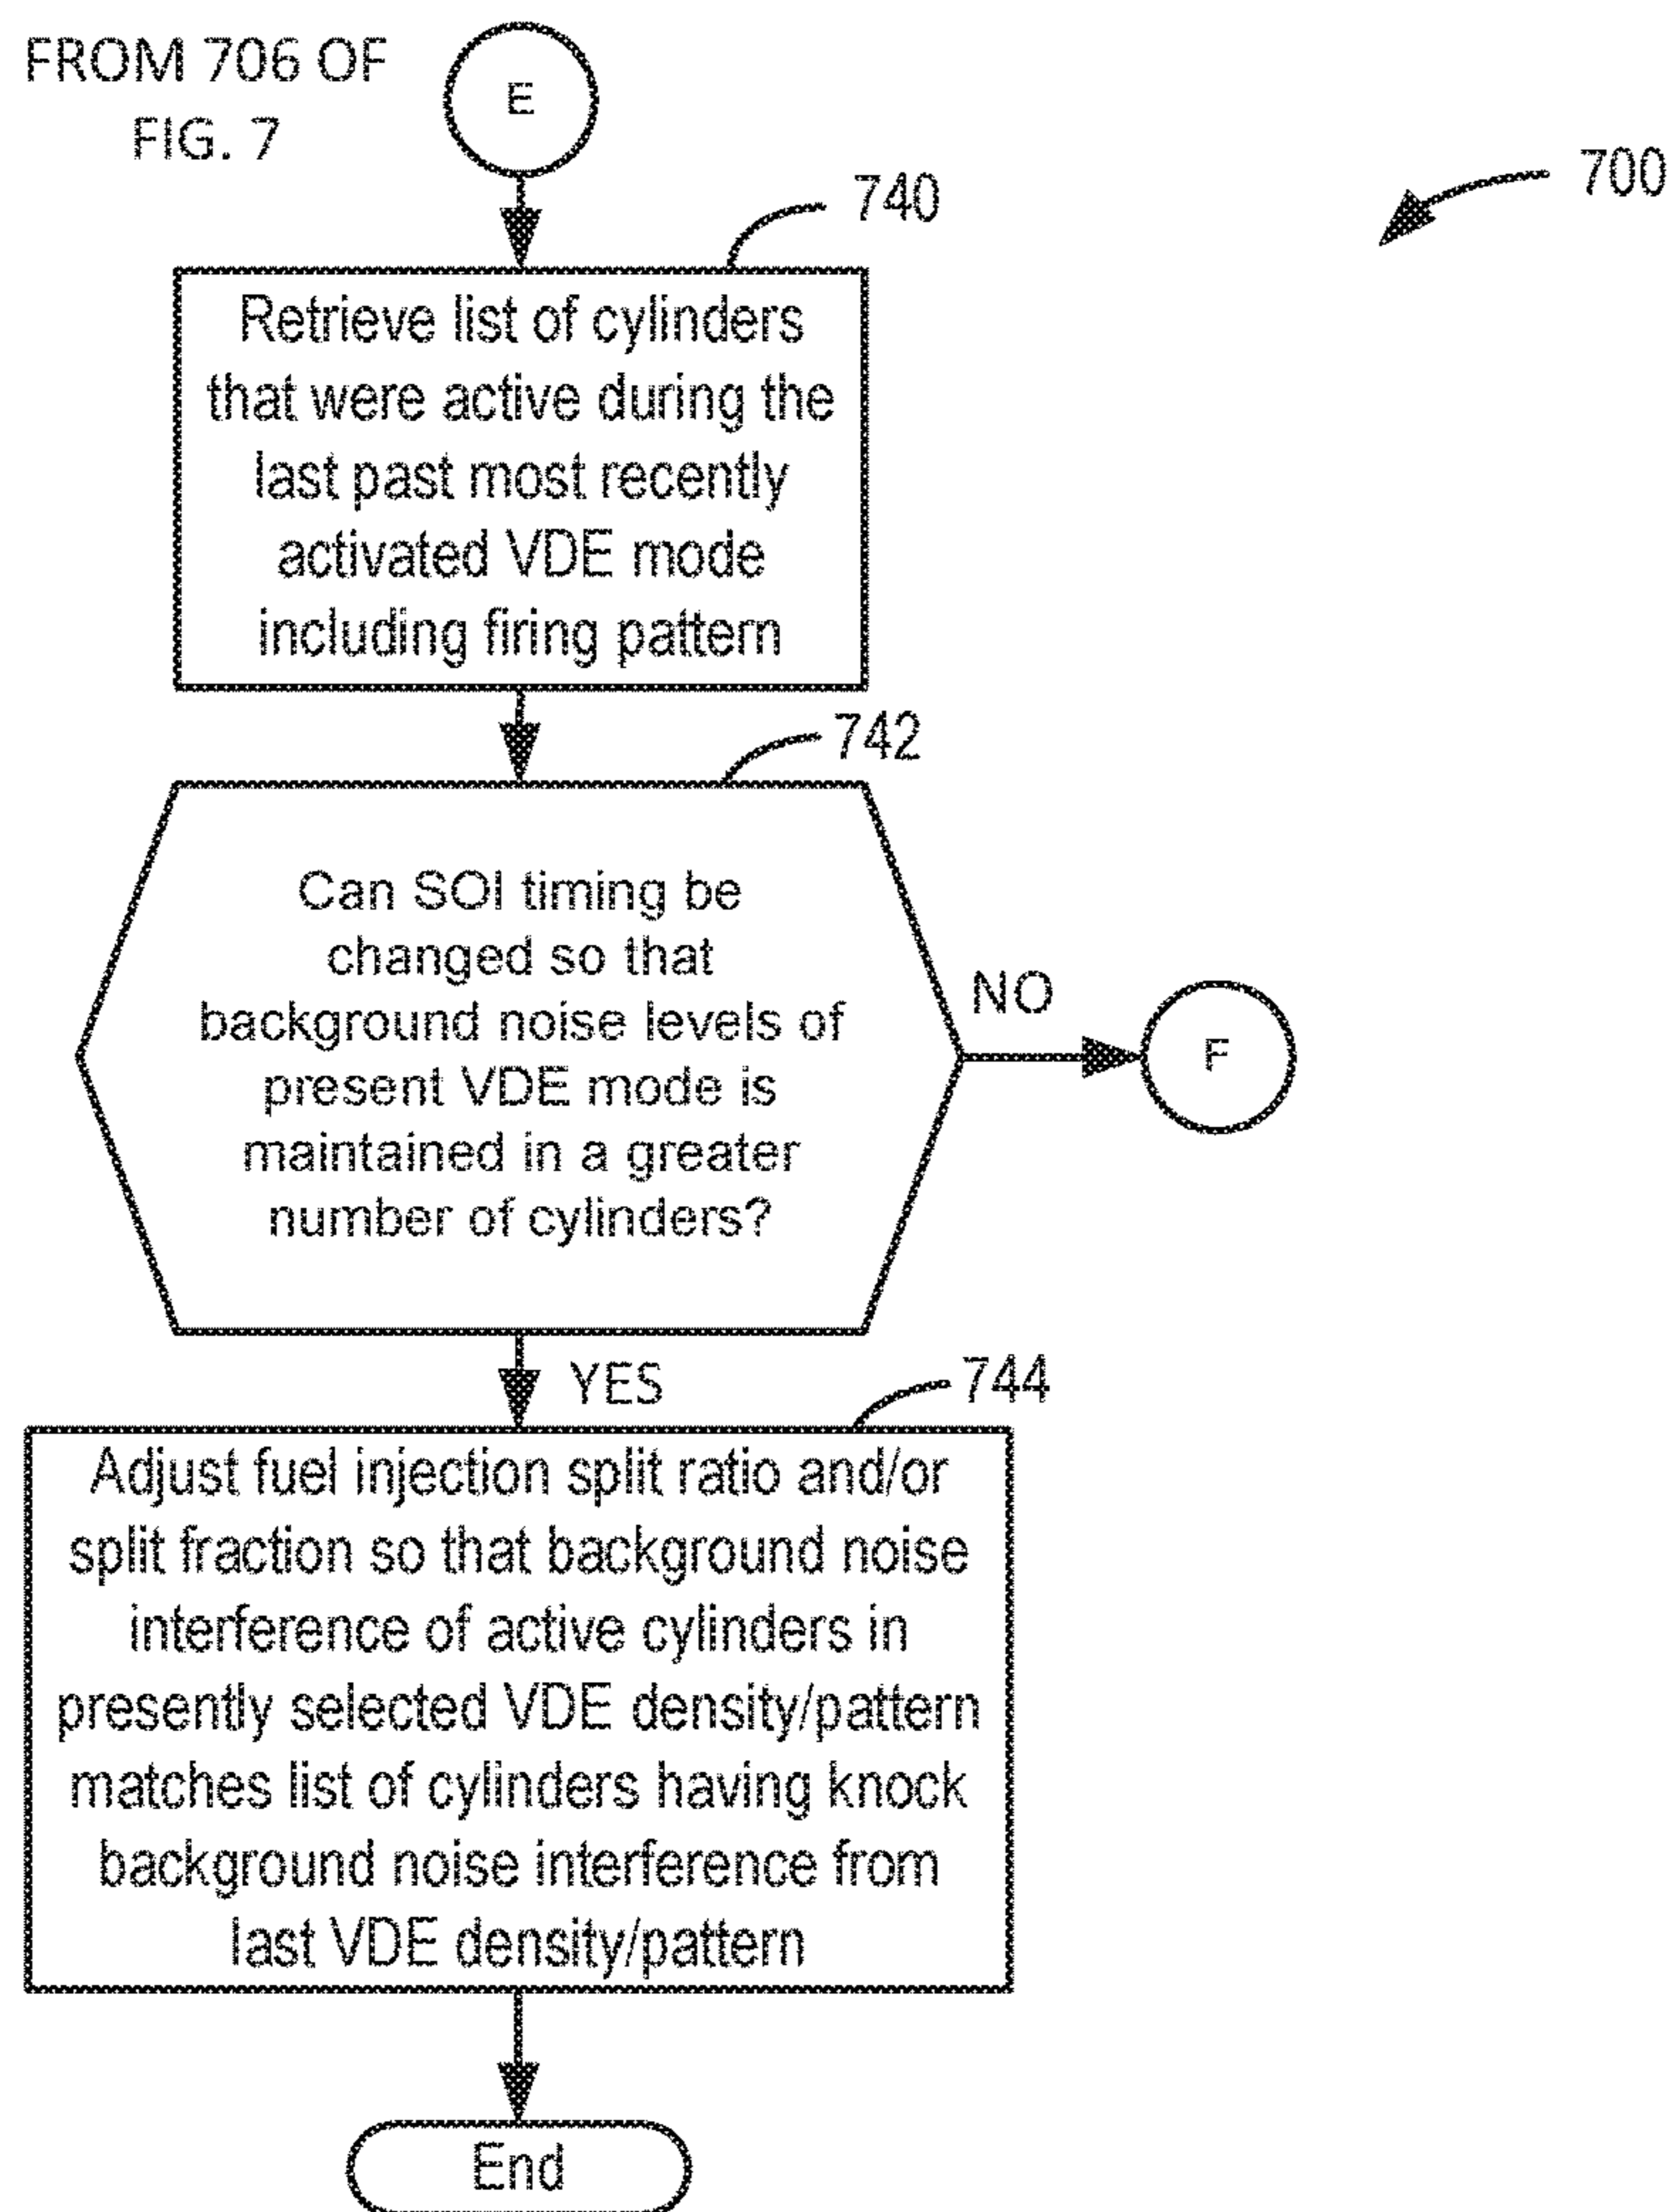 FROM 706 OF
FIG. 7
E
700
740
Retrieve list of cylinders
that were active during the
last past most recently
activated VDE mode
including firing pattern
742
Can SOI timing be
changed so that
background noise levels of
present VDE mode is
maintained in a greater
number of cylinders?
NO
F
YES
744
Adjust fuel injection split ratio and/or
split fraction so that background noise
interference of active cylinders in
presently selected VDE density/pattern
matches list of cylinders having knock
background noise interference from
last VDE density/pattern
End